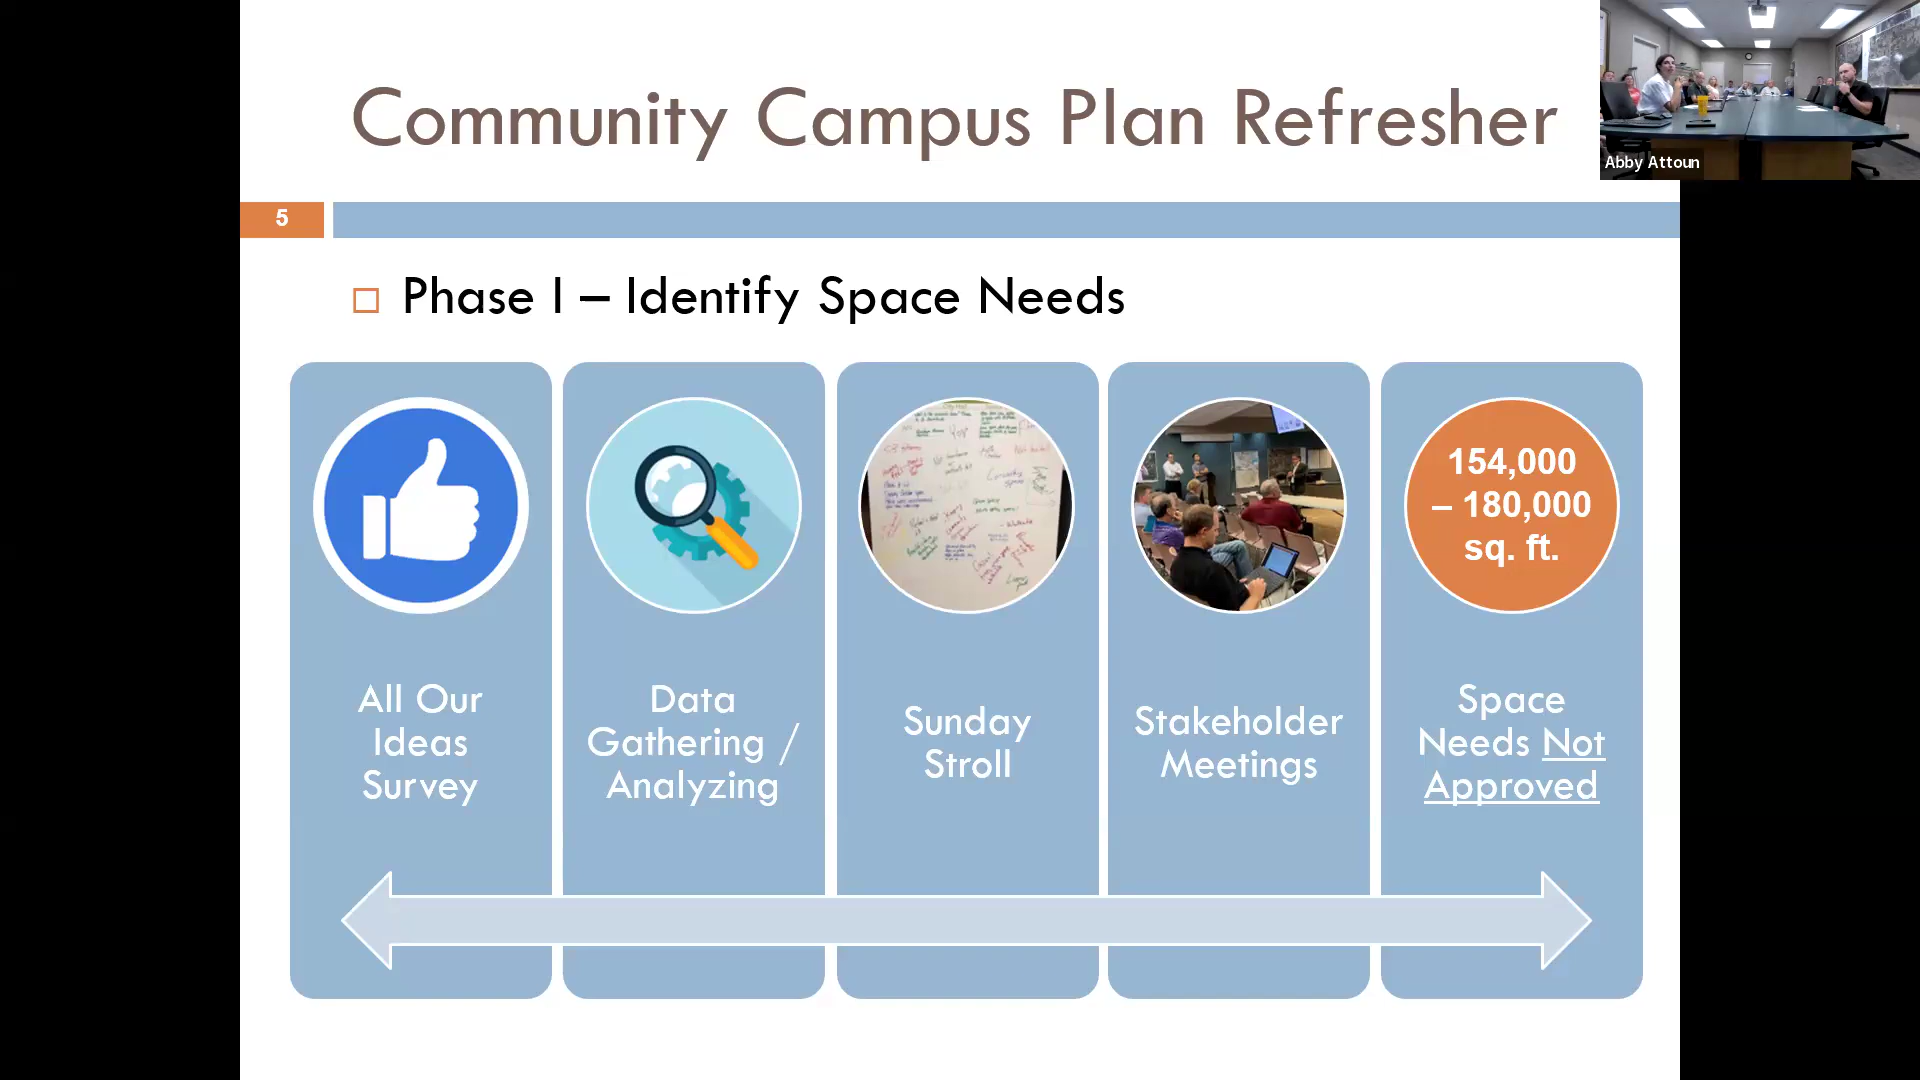 Community Campus Plan Refresher
Abby Attoun
5
Phase I – Identify Space Needs
154,000
– 180,000
sq. ft.
All Our
Ideas
Survey
Data
Gathering /
Analyzing
Sunday
Stroll
Stakeholder
Meetings
Space
Needs Not
Approved